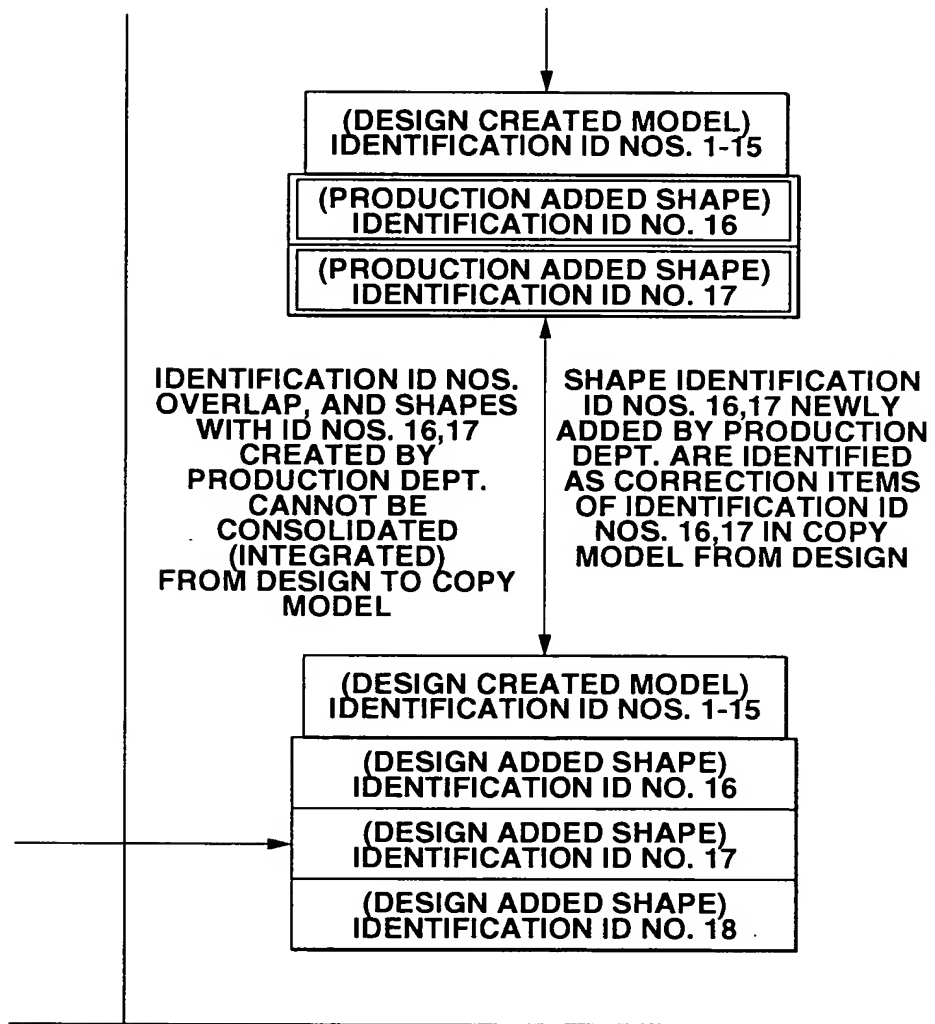 (DESIGN CREATED MODEL)
IDENTIFICATION ID NOS. 1-15
(PRODUCTION ADDED SHAPE)
IDENTIFICATION ID NO. 16
(PRODUCTION ADDED SHAPE)
IDENTIFICATION ID NO. 17
IDENTIFICATION ID NOS.
OVERLAP, AND SHAPES
WITH ID NOS. 16,17
CREATED BY
PRODUCTION DEPT.
CANNOT BE
CONSOLIDATED
(INTEGRATED)
FROM DESIGN TO COPY
MODEL
SHAPE IDENTIFICATION
ID NOS. 16,17 NEWLY
ADDED BY PRODUCTION
DEPT. ARE IDENTIFIED
AS CORRECTION ITEMS
OF IDENTIFICATION ID
NOS. 16,17 IN COPY
MODEL FROM DESIGN
(DESIGN CREATED MODEL)
IDENTIFICATION ID NOS. 1-15
(DESIGN ADDED SHAPE)
IDENTIFICATION ID NO. 16
(DESIGN ADDED SHAPE)
IDENTIFICATION ID NO. 17
(DESIGN ADDED SHAPE)
IDENTIFICATION ID NO. 18